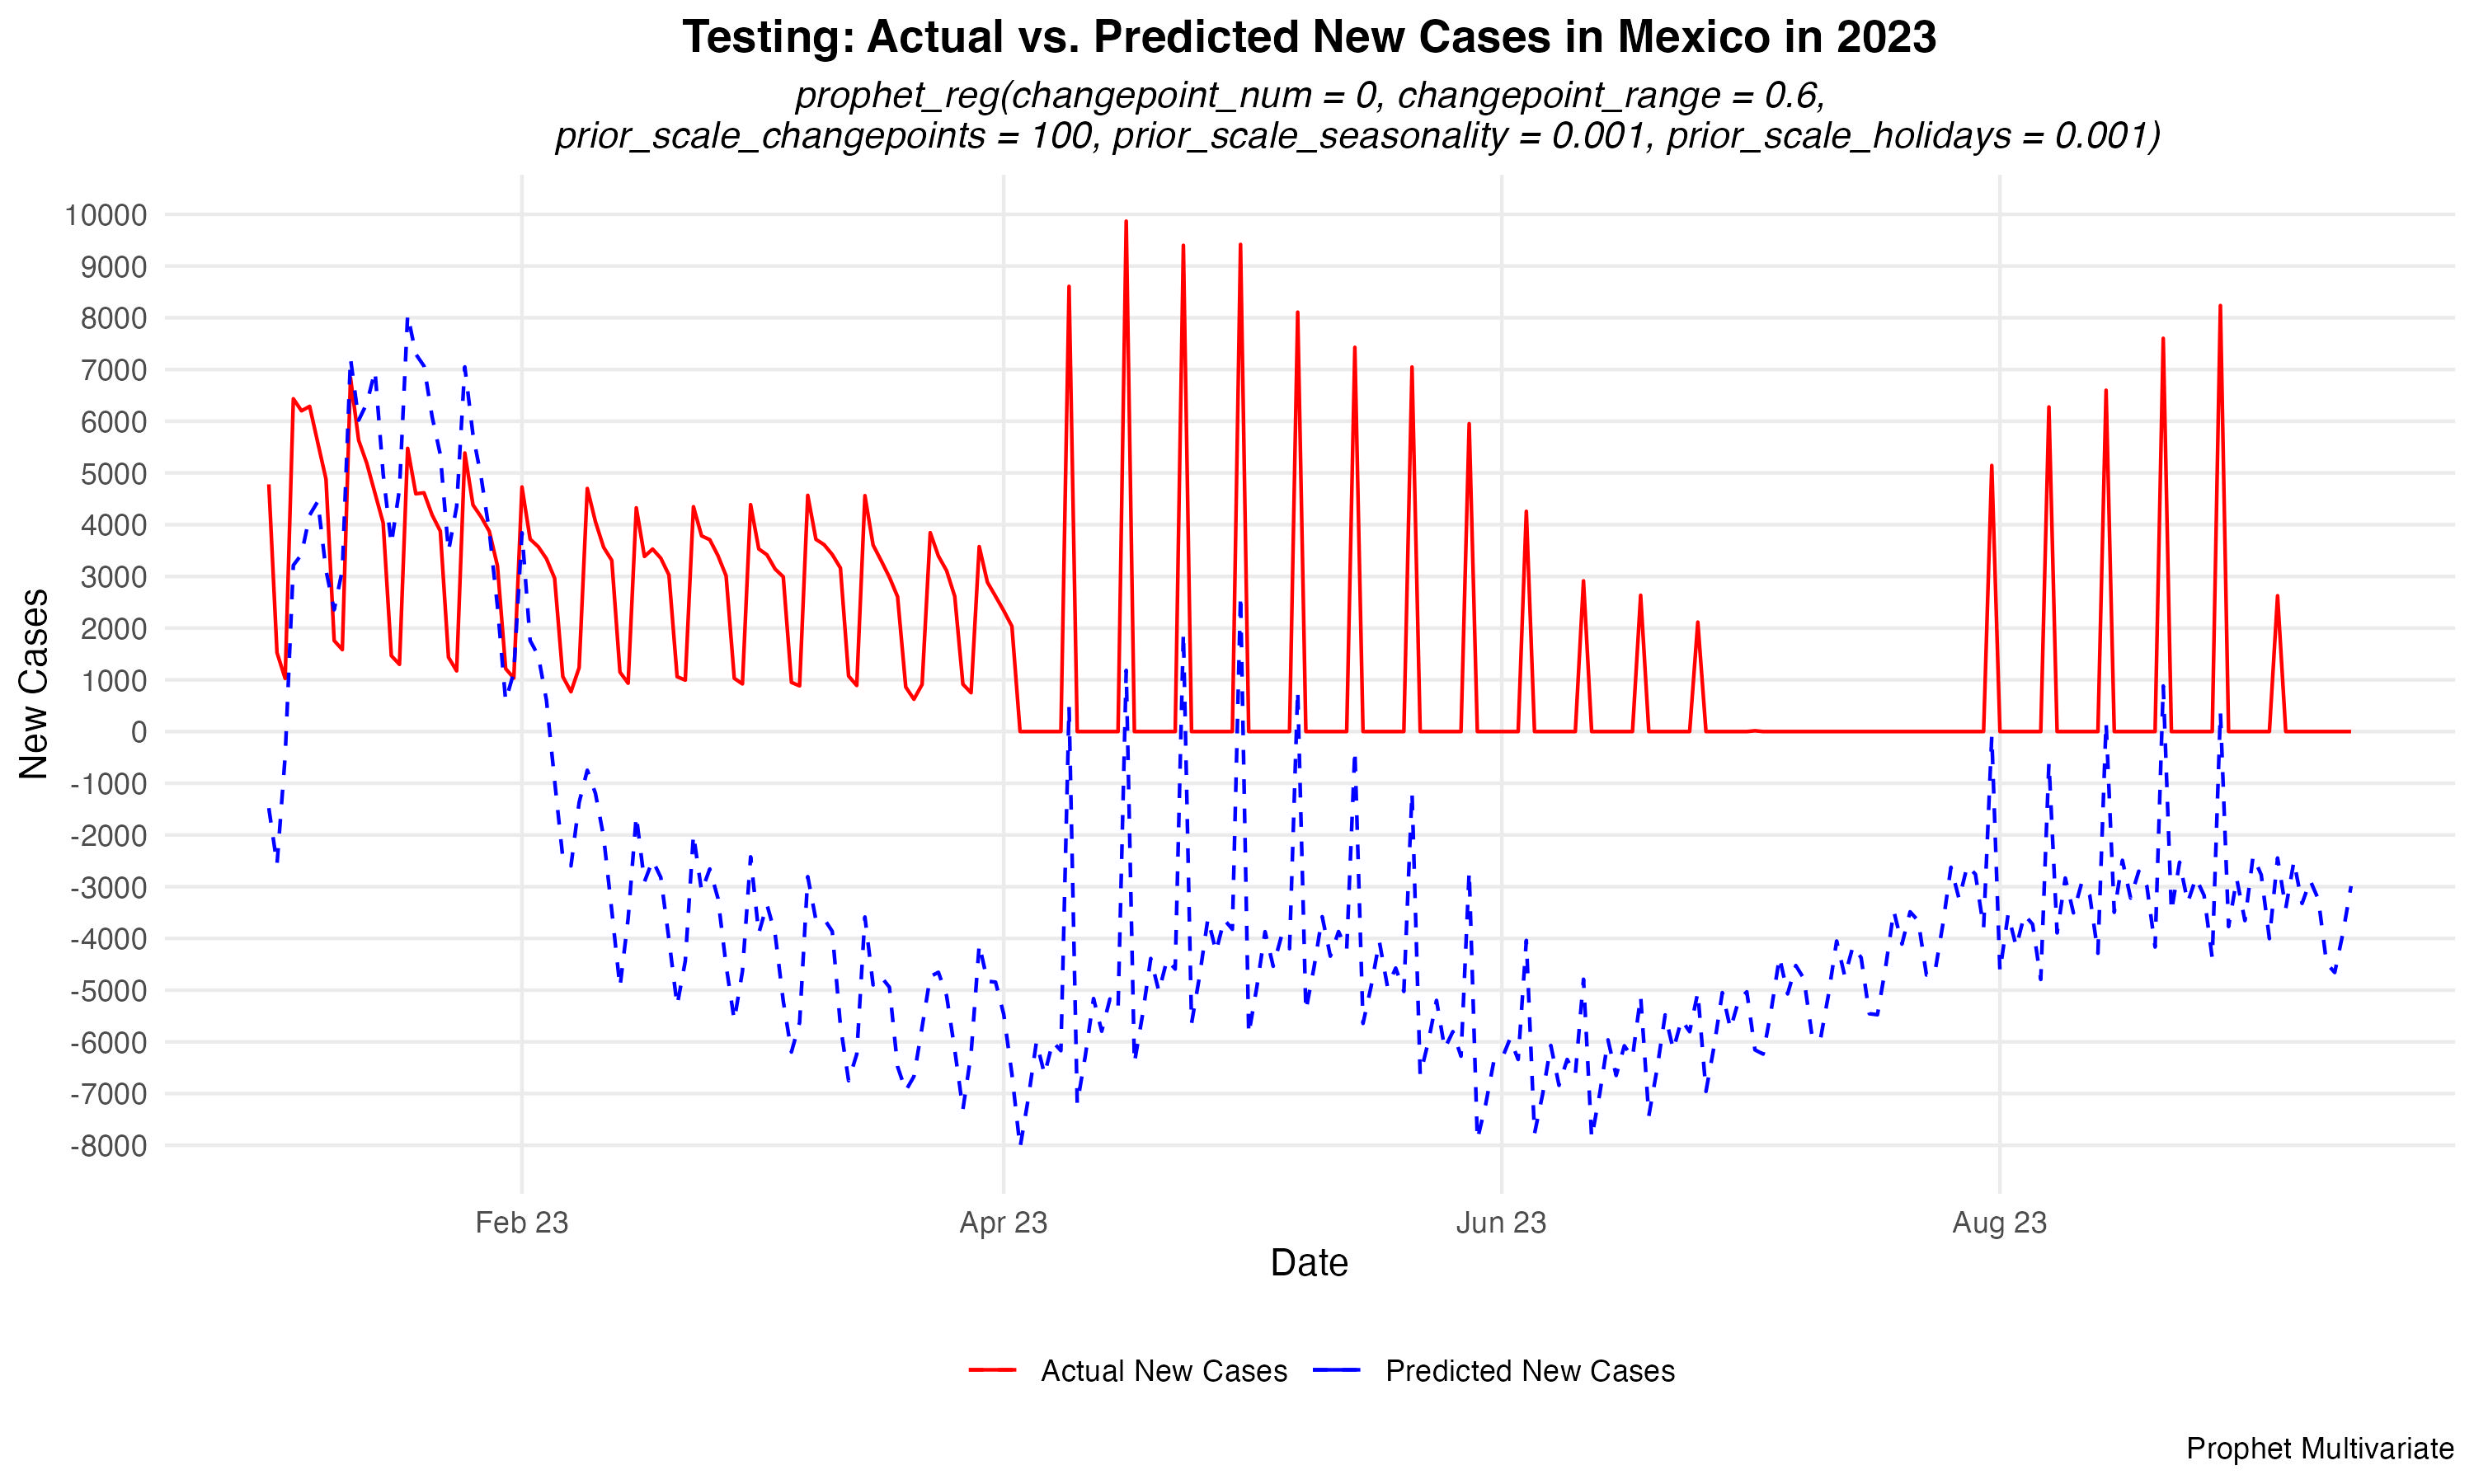 Testing: Actual vs. Predicted New Cases in Mexico in 2023
prophet_reg(changepoint_num = 0, changepoint_range = 0.6,
prior_scale_changepoints = 100, prior_scale_seasonality = 0.001, prior_scale_holidays = 0.001)
New Cases
10000
9000
8000
7000
6000
5000
4000
3000
2000
1000
0
-1000
-2000
-3000
-4000
-5000
-6000
-7000
-8000
Feb 23 Apr 23 Jun 23 Aug 23
Date
Actual New Cases Predicted New Cases
Prophet Multivariate